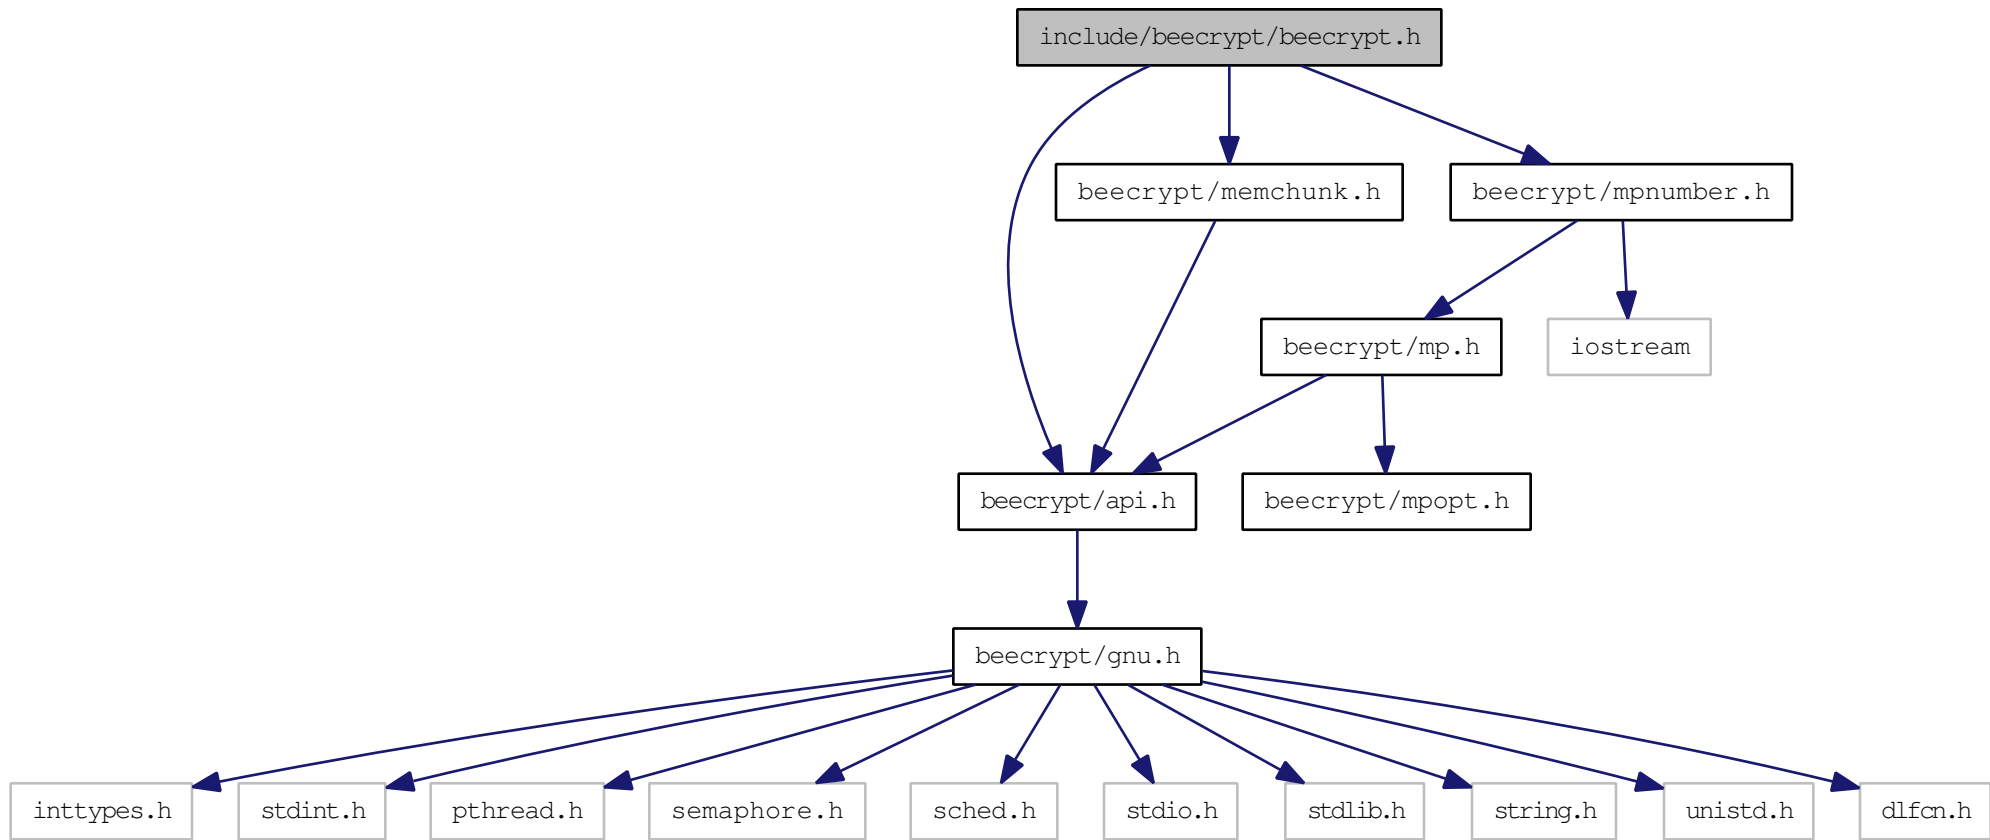 include/beecrypt/beecrypt.h
beecrypt/memchunk.h
beecrypt/mpnumber.h
beecrypt/mp.h
iostream
beecrypt/api.h
beecrypt/mpopt.h
beecrypt/gnu.h
inttypes.h
stdint.h
pthread.h
semaphore.h
sched.h
stdio.h
stdlib.h
string.h
unistd.h
dlfcn.h